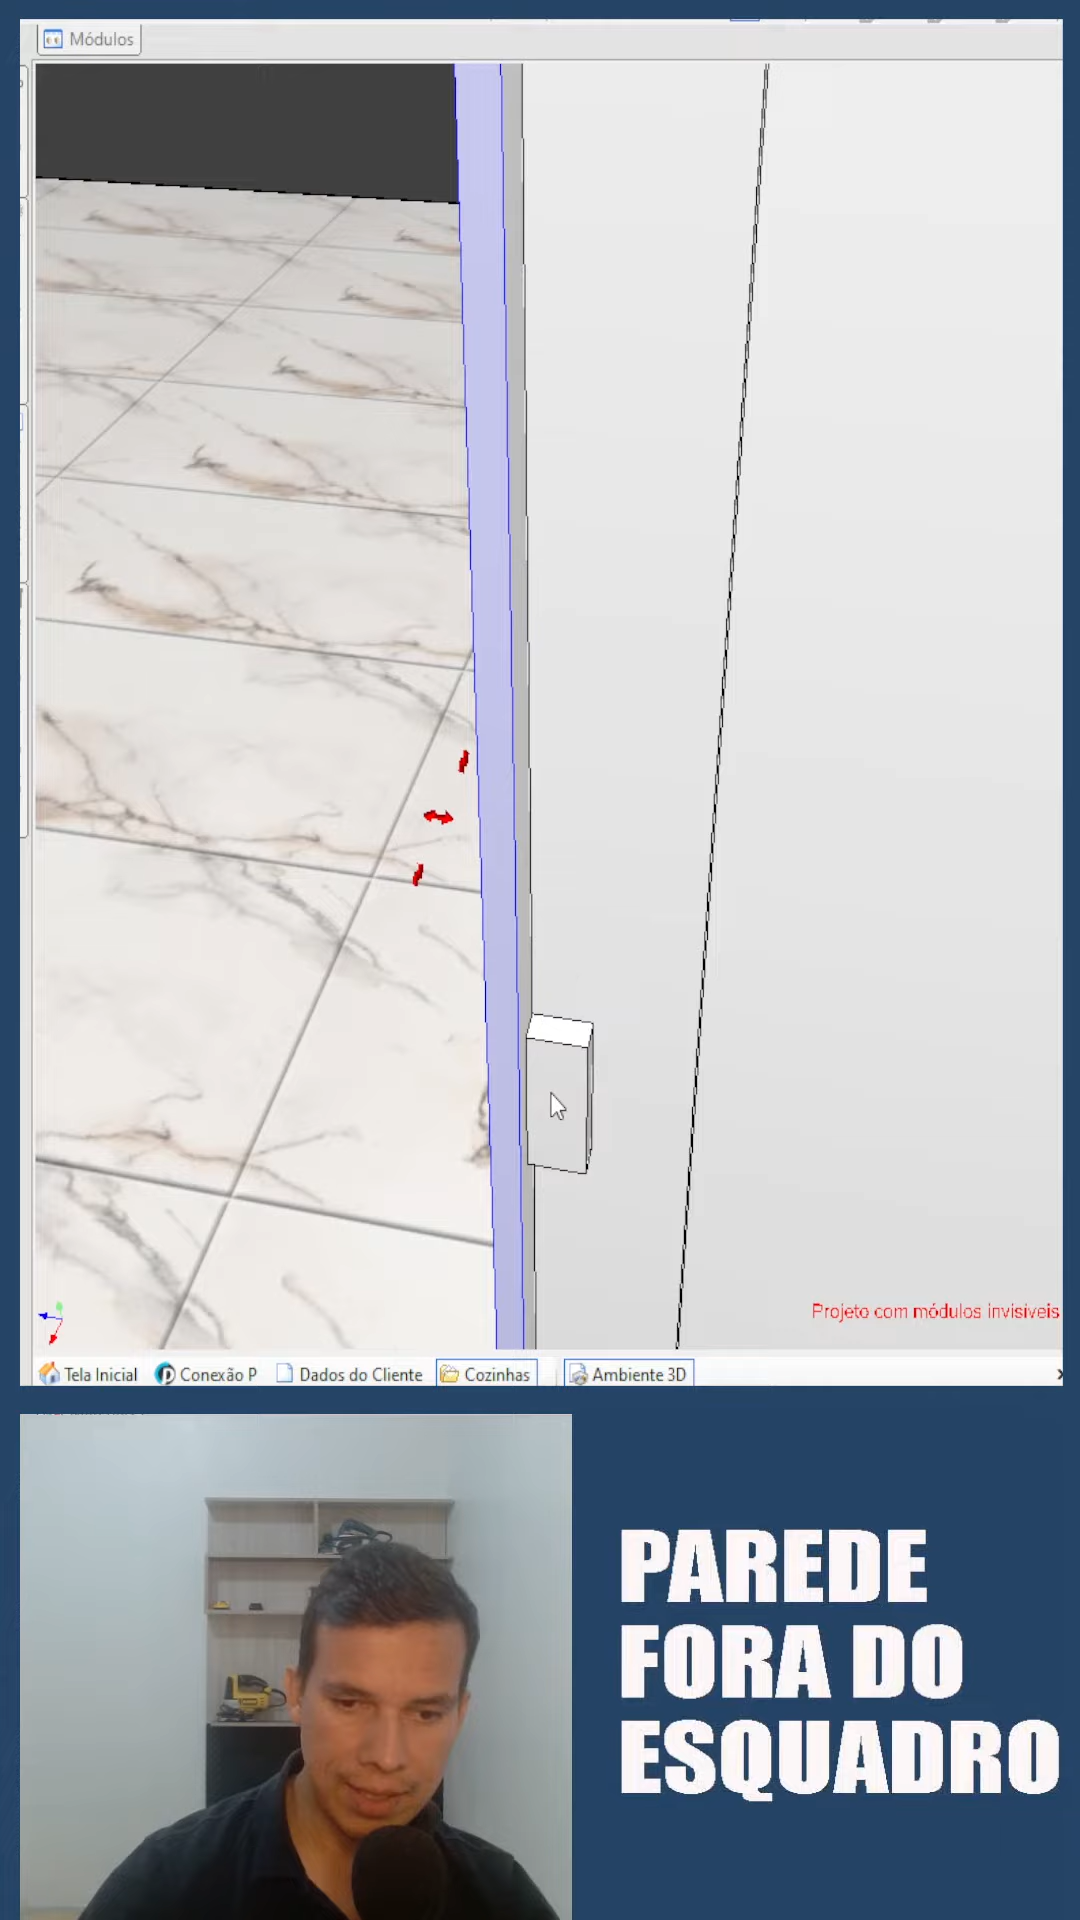 Módulos
Projeto com módulos invisíveis
Tela Inicial
Conexão P
Dados do Cliente
Cozinhas
Ambiente 3D
PAREDE
FORA DO
ESQUADRO